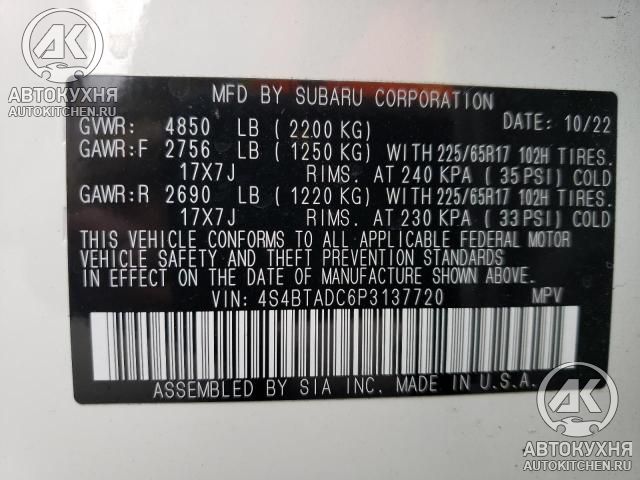 AK
АВТОКУХНЯ
AUTOKITCHEN.RU
MFD BY SUBARU CORPORATION
GVWR: 4850 LB (2200 KG) DATE: 10/22
GAWR:F 2756 LB (1250 KG) WITH 225/65R17 102H TIRES.
17X7J RIMS. AT 240 KPA (35 PSI) COLD
GAWR:R 2690 LB (1220 KG) WITH 225/65R17 102H TIRES.
17X7J RIMS. AT 230 KPA (33 PSI) COLD
THIS VEHICLE CONFORMS TO ALL APPLICABLE FEDERAL MOTOR
VEHICLE SAFETY AND THEFT PREVENTION STANDARDS
IN EFFECT ON THE DATE OF MANUFACTURE SHOWN ABOVE.
VIN: 4S4BTADC6P3137720 MPV
ASSEMBLED BY SIA INC. MADE IN U.S.A.
AK
АВТОКУХНЯ
AUTOKITCHEN.RU